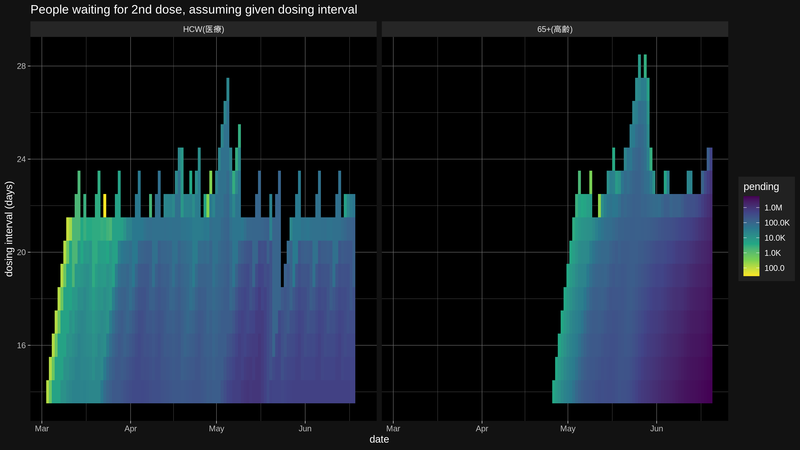 People waiting for 2nd dose, assuming given dosing interval
HCW(医療)
65+(高齢)
dosing interval (days)
28
24
20
16
Mar
Apr
May
Jun
Mar
Apr
May
Jun
date
pending
1.0M
100.0K
10.0K
1.0K
100.0